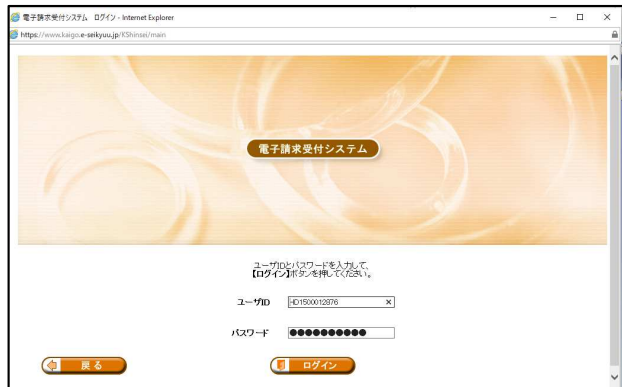 電子請求受付システム ログイン - Internet Explorer
https://www.kaigo.e-seikyuu.jp/KShinsei/main
電子請求受付システム
ユーザIDとパスワードを入力して、
【ログイン】ボタンを押してください。
ユーザID HD1500012876 ×
パスワード ●●●●●●●●●●
戻る ログイン